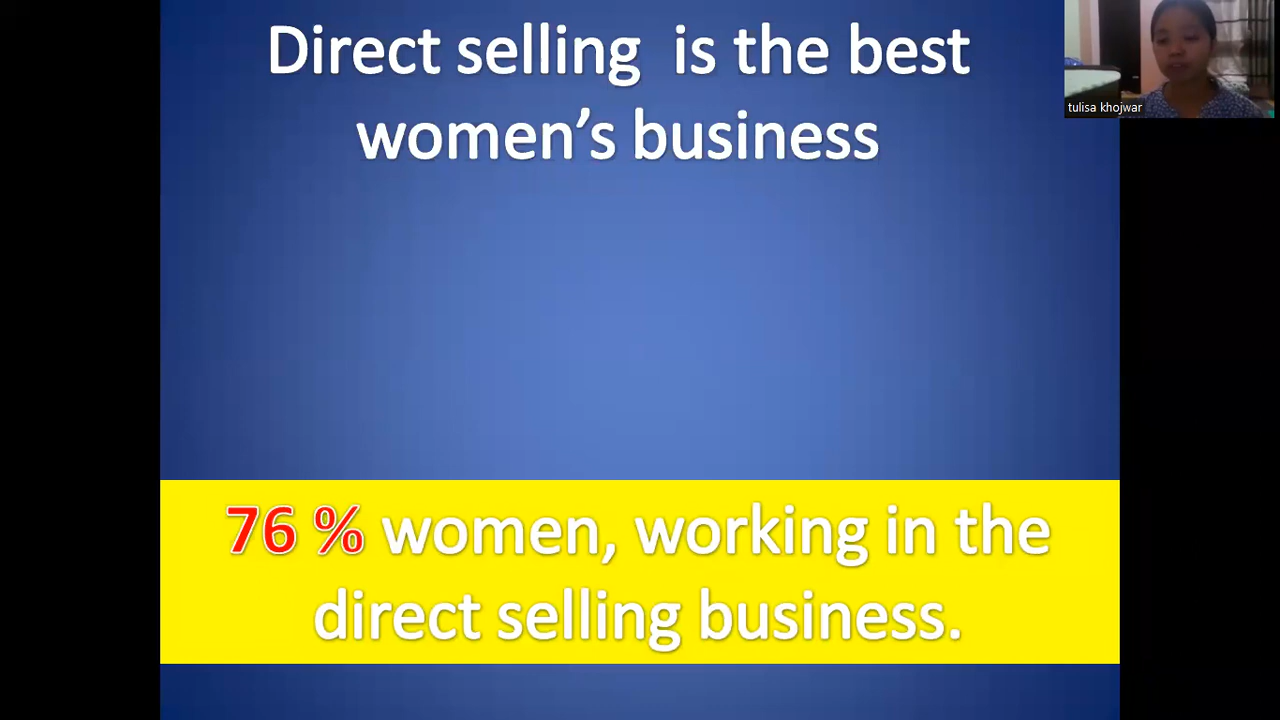 Direct selling  is the best
women’s business
tulisa khojwar
76 % women, working in the
direct selling business.